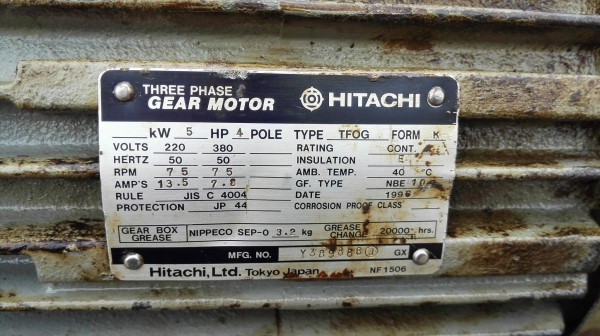 THREE PHASE
GEAR MOTOR HITACHI
kW 5 HP 4 POLE TYPE TFOG FORM K
VOLTS 220 380 RATING CONT.
HERTZ 50 50 INSULATION E
RPM 75 75 AMB. TEMP. 40 °C
AMP'S 13.5 7.8 GF. TYPE NBE
RULE JIS C 4004 DATE 1996
PROTECTION JP 44 CORROSION PROOF CLASS
GEAR BOX GREASE NIPPECO SEP-0 3.2 kg GREASE CHANGE 20000 hrs.
MFG. NO. GX
Hitachi, Ltd. Tokyo Japan NF1506